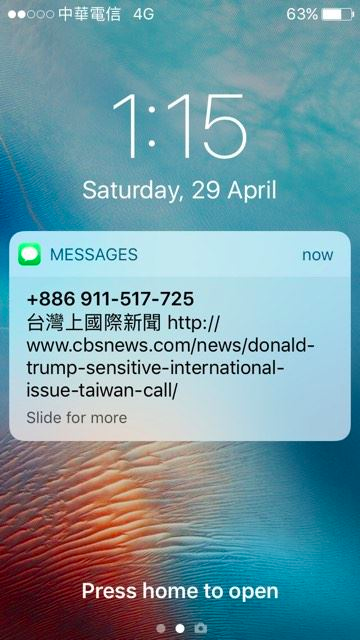 中華電信 4G 63%
1:15
Saturday, 29 April
MESSAGES now
+886 911-517-725
台灣上國際新聞 http://
www.cbsnews.com/news/donald-
trump-sensitive-international-
issue-taiwan-call/
Slide for more
Press home to open